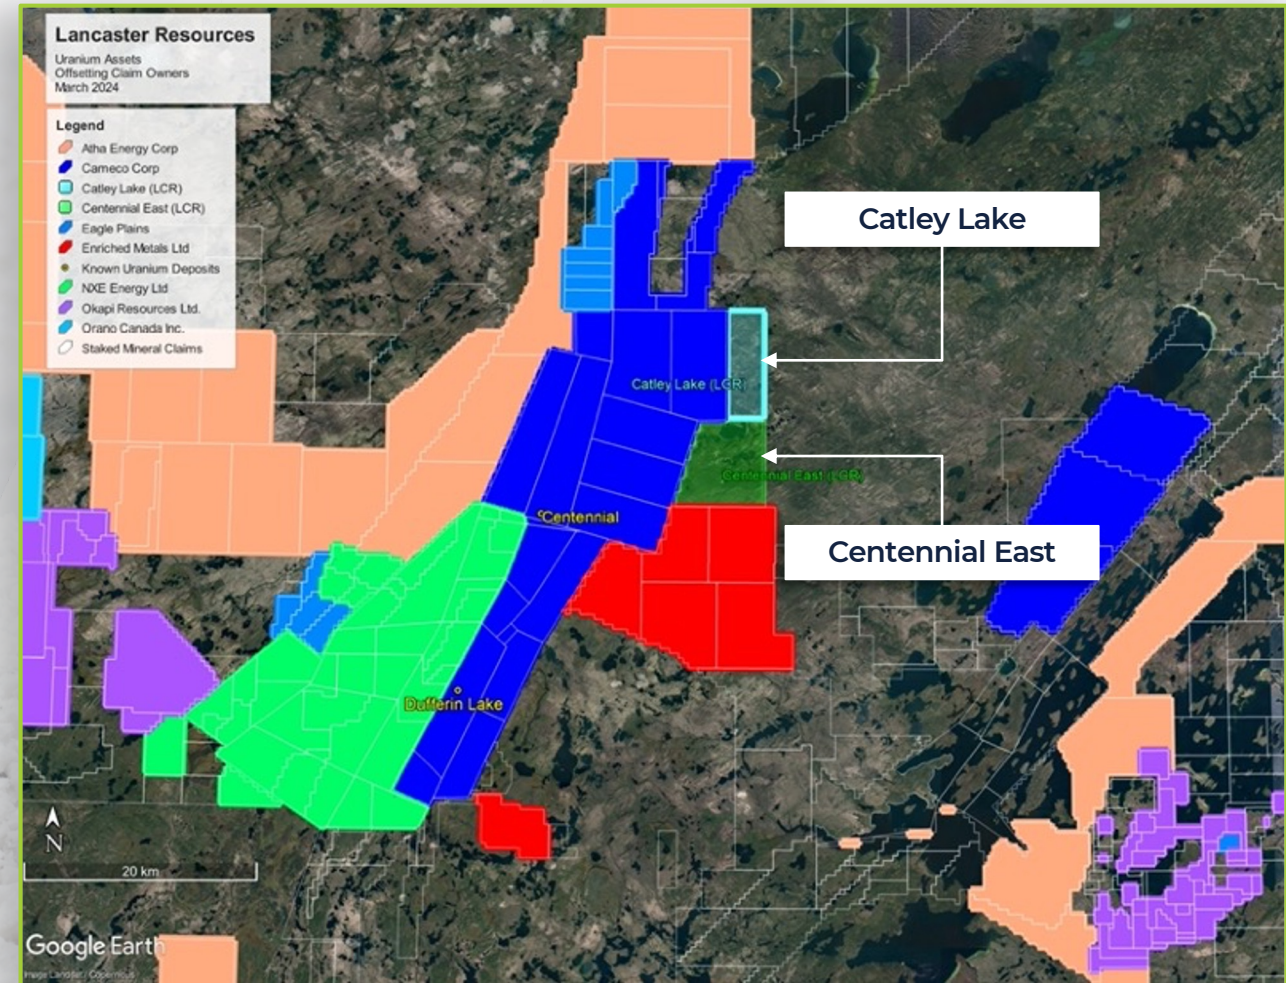 Lancaster Resources
Uranium Assets
Offsetting Claim Owners
March 2024
Legend
Atha Energy Corp
Cameco Corp
Catley Lake (LCR)
Centennial East (LCR)
Eagle Plains
Enriched Metals Ltd
Known Uranium Deposits
NXE Energy Ltd
Okapi Resources Ltd.
Orano Canada Inc.
Staked Mineral Claims
Catley Lake
Catley Lake (LCR)
Centennial East (LCR)
Centennial
Centennial East
Dufferin Lake
N
20 km
Google Earth
Image Landsat / Copernicus